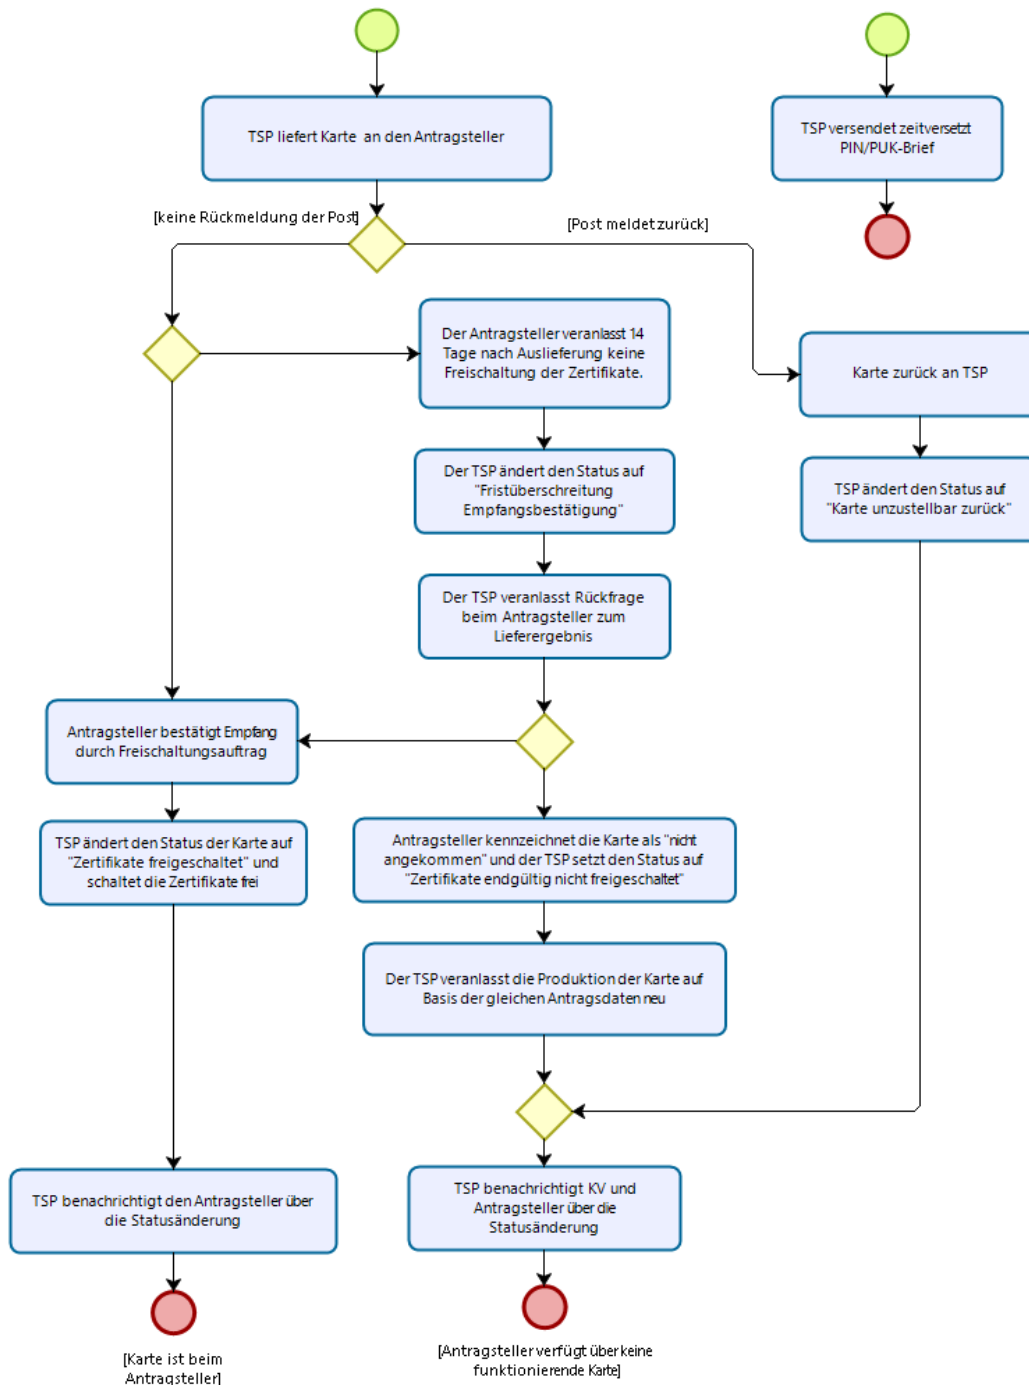 TSP liefert Karte an den Antragsteller
TSP versendet zeitversetzt
PIN/PUK-Brief
[keine Rückmeldung der Post]
[Post meldet zurück]
Der Antragsteller veranlasst 14
Tage nach Auslieferung keine
Freischaltung der Zertifikate.
Karte zurück an TSP
Der TSP ändert den Status auf
"Fristüberschreitung
Empfangsbestätigung"
TSP ändert den Status auf
"Karte unzustellbar zurück"
Der TSP veranlasst Rückfrage
beim Antragsteller zum
Lieferergebnis
Antragsteller bestätigt Empfang
durch Freischaltungsauftrag
TSP ändert den Status der Karte auf
"Zertifikate freigeschaltet" und
schaltet die Zertifikate frei
Antragsteller kennzeichnet die Karte als "nicht
angekommen" und der TSP setzt den Status auf
"Zertifikate endgültig nicht freigeschaltet"
Der TSP veranlasst die Produktion der Karte auf
Basis der gleichen Antragsdaten neu
TSP benachrichtigt den Antragsteller über
die Statusänderung
TSP benachrichtigt KV und
Antragsteller über die
Statusänderung
[Karte ist beim
Antragsteller]
[Antragsteller verfügt über keine
funktionierende Karte]